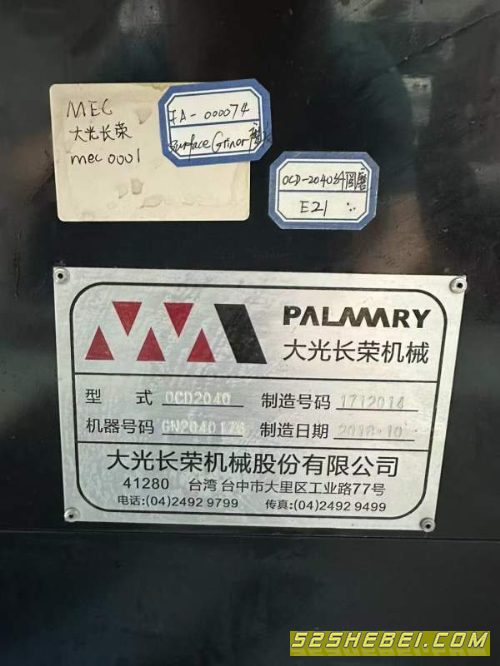 MEC
大光长荣
mec 0001
IA-000074
Surface Grinor
OCD-2040外圆磨
E21
PALMARY
大光长荣机械
型 式 OCD2040 制造号码 1712014
机器号码 GN2040176 制造日期 2018.10
大光长荣机械股份有限公司
41280 台湾 台中市大里区工业路77号
电话:(04)2492 9799 传真:(04)2492 9499
52SHEBEI.COM